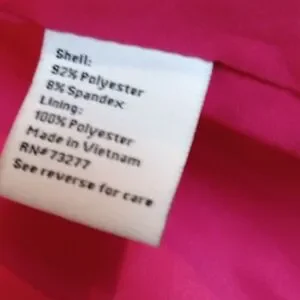 Shell:
92% Polyester
8% Spandex
Lining:
100% Polyester
Made in Vietnam
RN#73277
See reverse for care